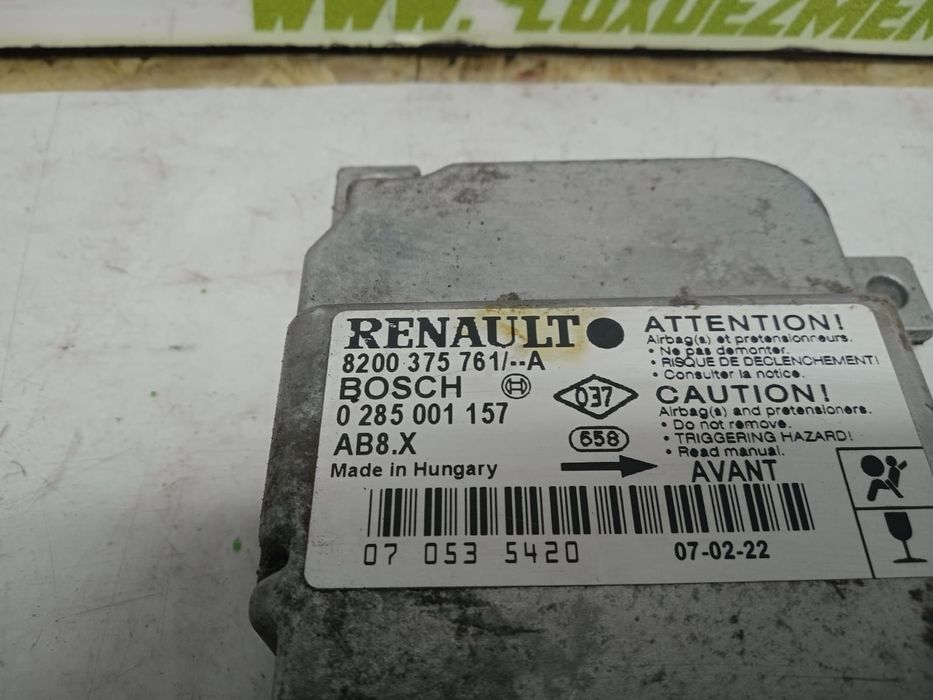 LUXDEZMEM
RENAULT
8200 375 761/--A
BOSCH
0 285 001 157
AB8.X
Made in Hungary
037
658
ATTENTION!
Airbag(s) et pretensionneurs.
• Ne pas demonter.
• RISQUE DE DECLENCHEMENT!
• Consulter la notice.
CAUTION!
Airbag(s) and pretensioners.
• Do not remove.
• TRIGGERING HAZARD!
• Read manual.
AVANT
07 0535 5420
07-02-22